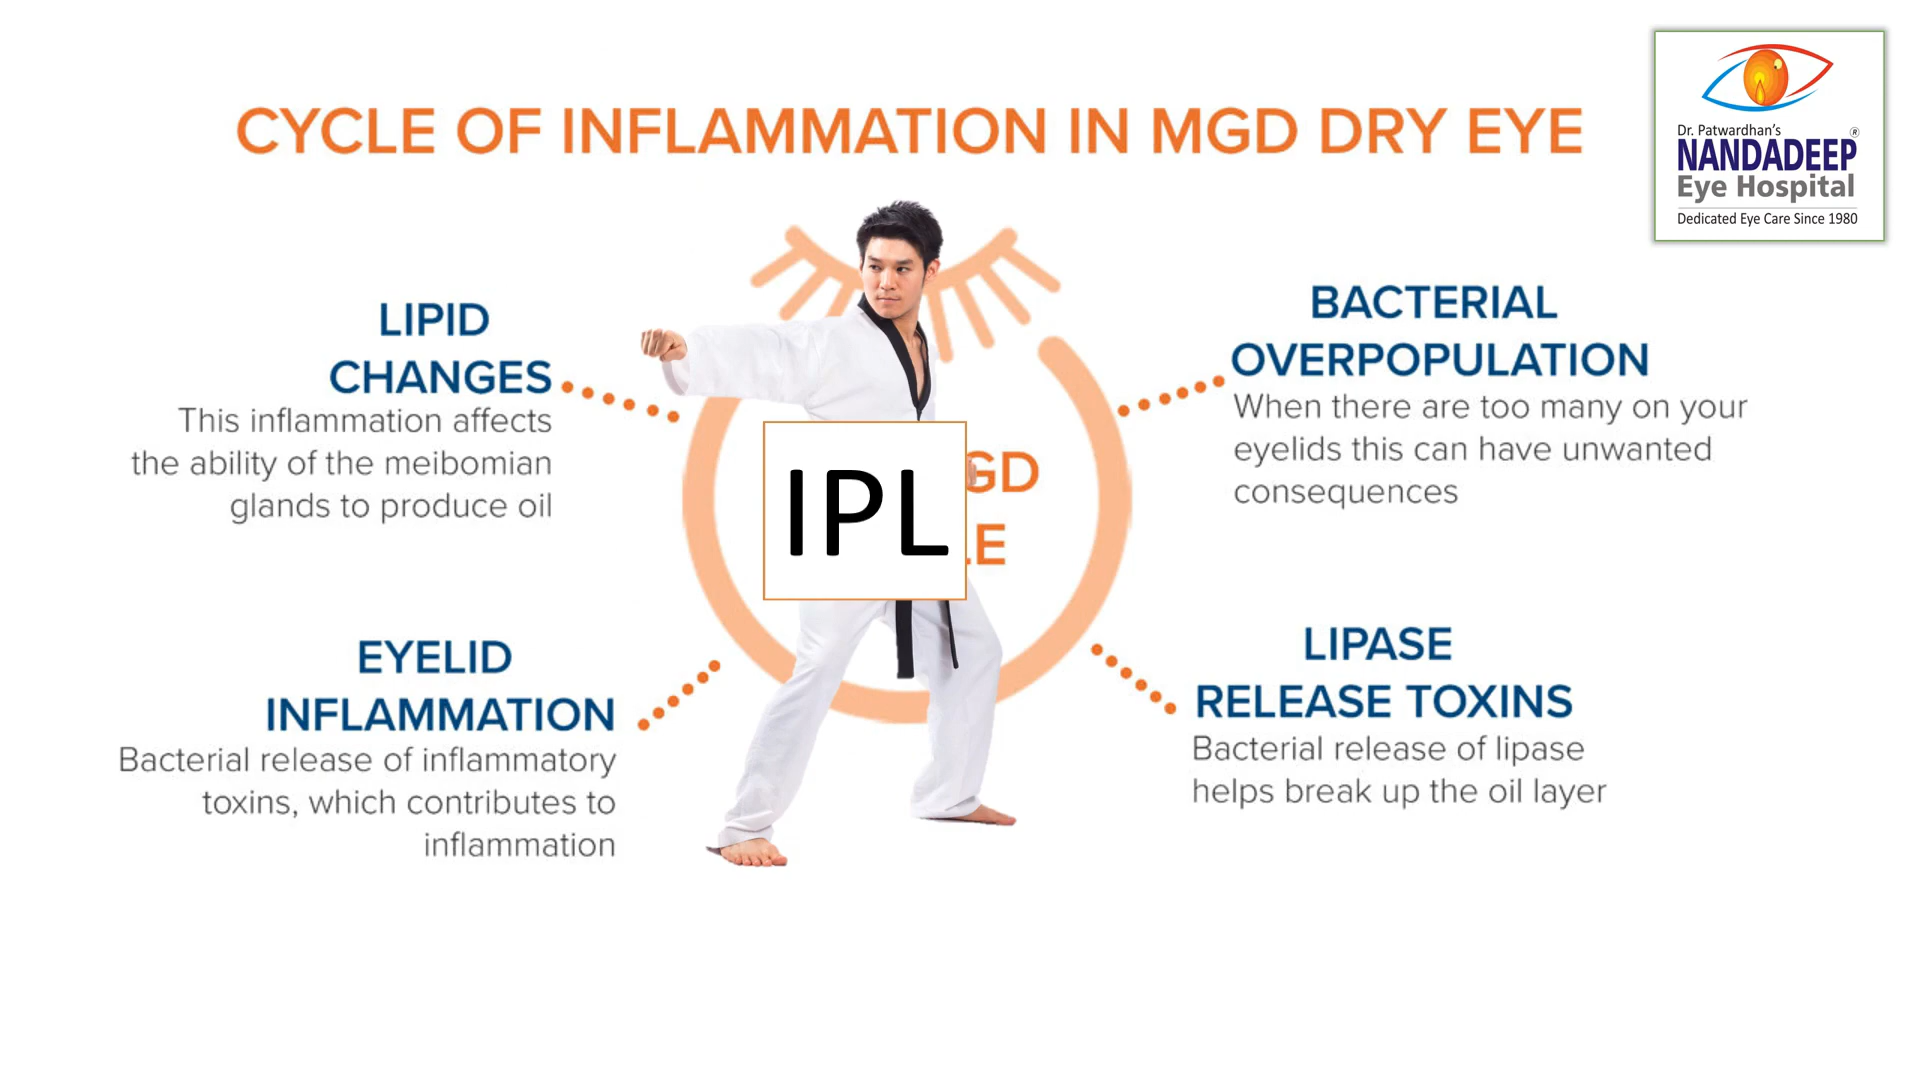 CYCLE OF INFLAMMATION IN MGD DRY EYE
Dr. Patwardhan's
NANDADEEP®
Eye Hospital
Dedicated Eye Care Since 1980
LIPID
CHANGES
This inflammation affects
the ability of the meibomian
glands to produce oil
BACTERIAL
OVERPOPULATION
When there are too many on your
eyelids this can have unwanted
consequences
IPL
GD
LE
EYELID
INFLAMMATION
Bacterial release of inflammatory
toxins, which contributes to
inflammation
LIPASE
RELEASE TOXINS
Bacterial release of lipase
helps break up the oil layer